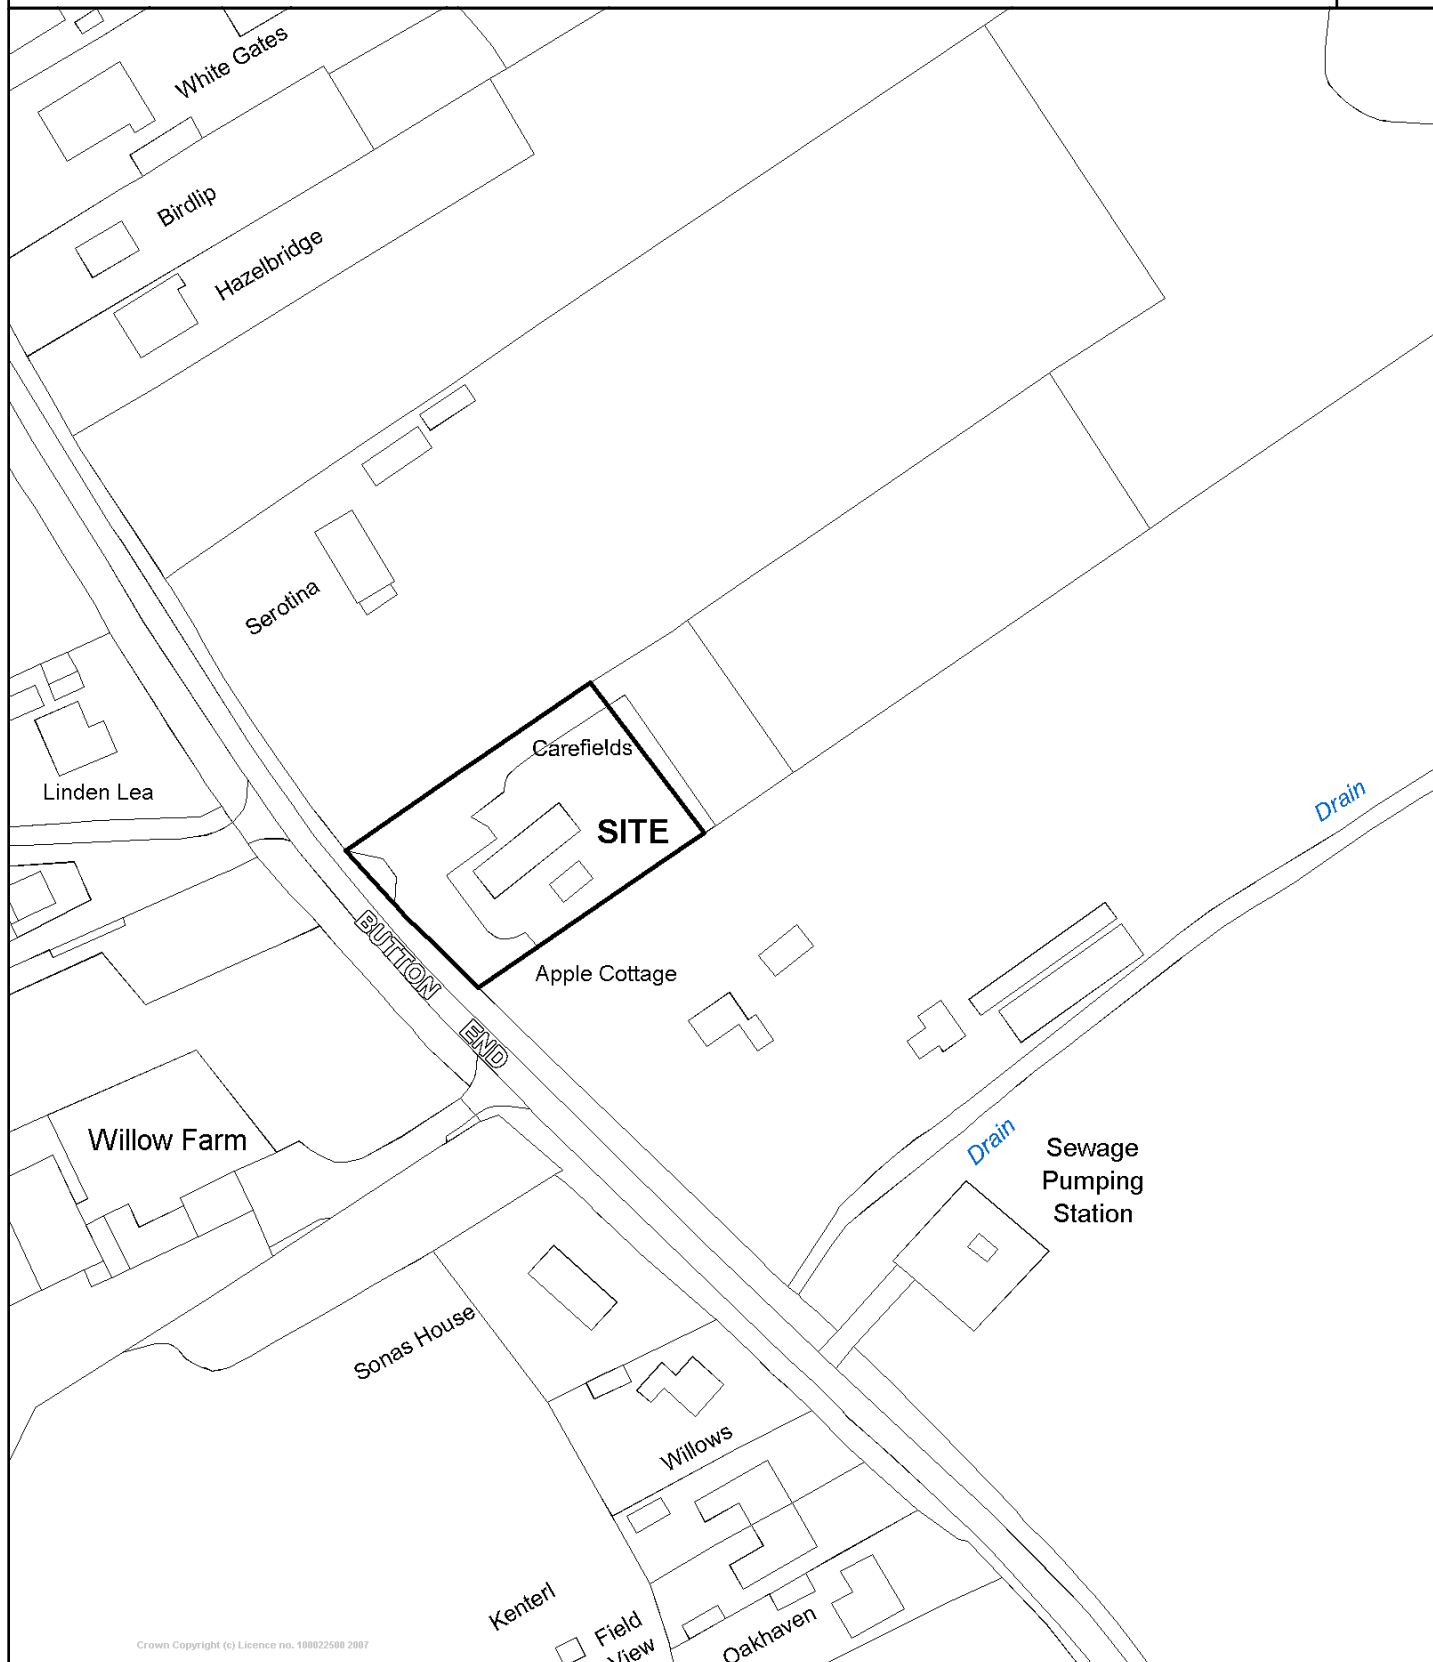 White Gates
Birdlip
Hazelbridge
Serotina
Linden Lea
Carefields
SITE
BUTTON END
Apple Cottage
Drain
Willow Farm
Drain
Sewage
Pumping
Station
Sonas House
Willows
Kenterl
Field
View
Oakhaven
Crown Copyright (c) Licence no. 100022500 2007